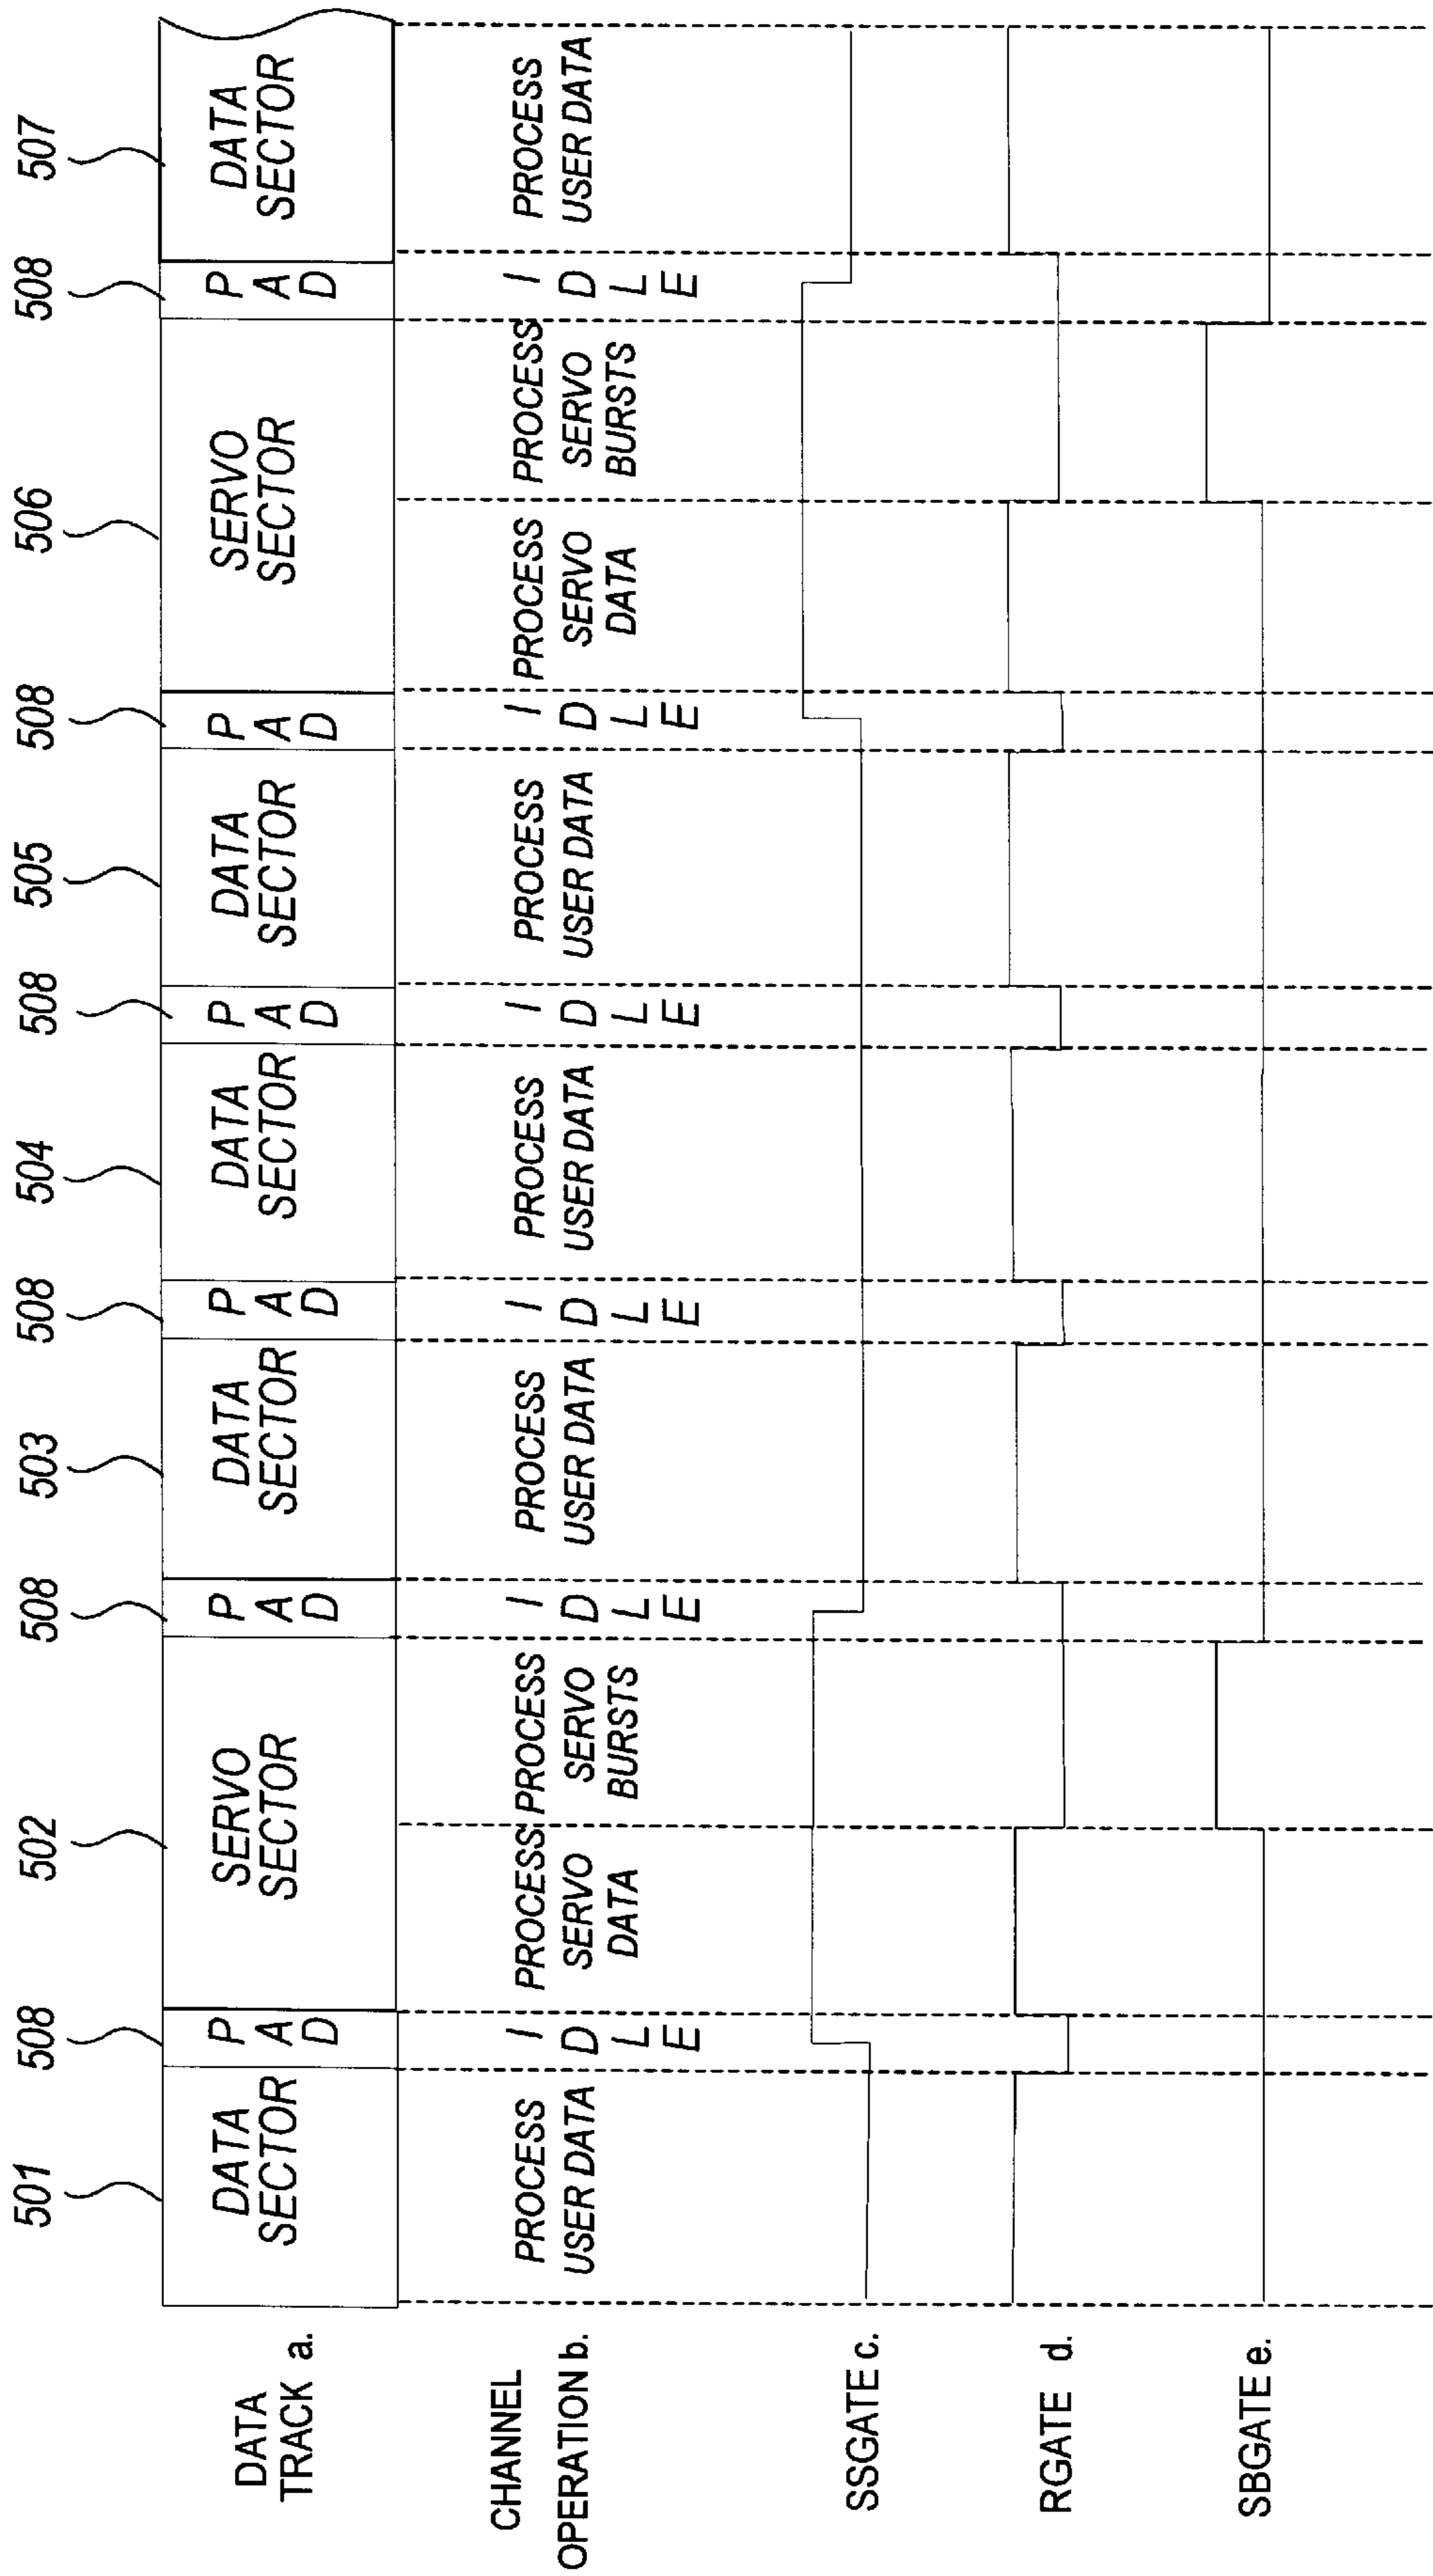 501
508
502
508
503
508
504
508
505
508
506
508
507
DATA
TRACK a.
DATA
SECTOR
P
A
D
SERVO
SECTOR
P
A
D
DATA
SECTOR
P
A
D
DATA
SECTOR
P
A
D
DATA
SECTOR
P
A
D
SERVO
SECTOR
P
A
D
DATA
SECTOR
CHANNEL
OPERATION b.
PROCESS
USER DATA
I
D
L
E
PROCESS
SERVO
DATA
PROCESS
SERVO
BURSTS
I
D
L
E
PROCESS
USER DATA
I
D
L
E
PROCESS
USER DATA
I
D
L
E
PROCESS
USER DATA
I
D
L
E
PROCESS
SERVO
DATA
PROCESS
SERVO
BURSTS
I
D
L
E
PROCESS
USER DATA
SSGATE c.
RGATE d.
SBGATE e.